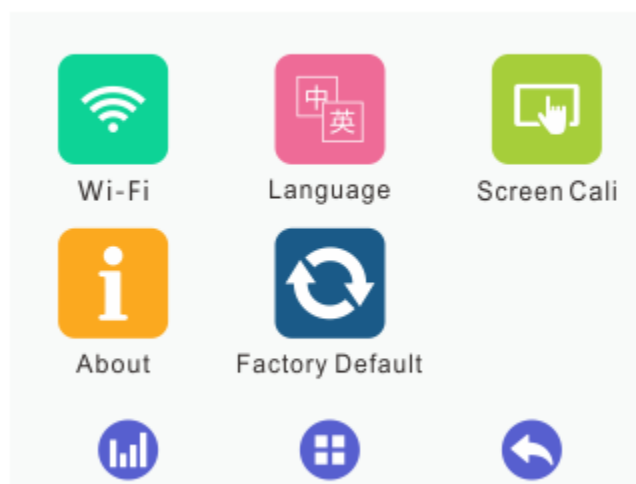 中
英
Wi-Fi
Language
Screen Cali
About
Factory Default